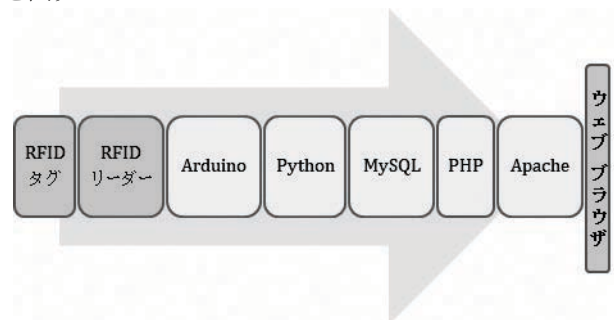 RFID
タグ
RFID
リーダー
Arduino
Python
MySQL
PHP
Apache
ウェブ ブラウザ